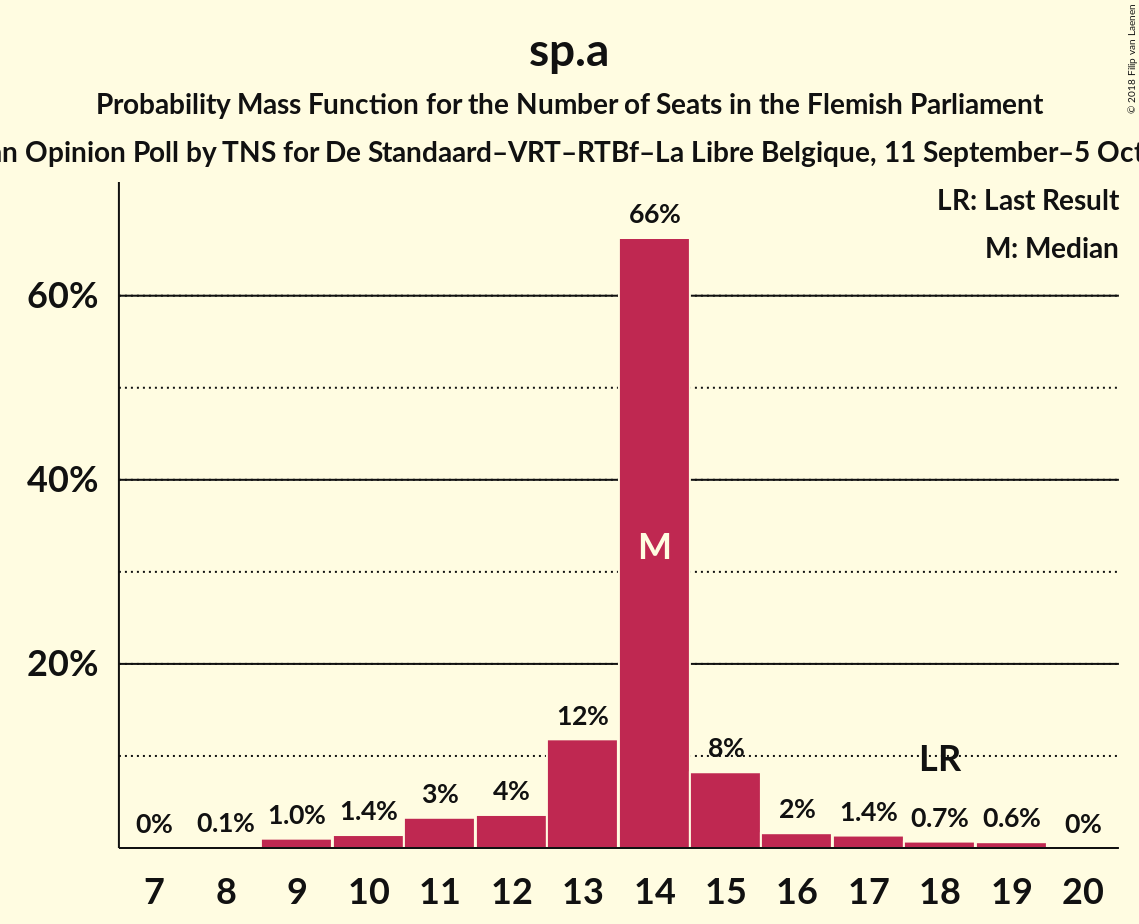 © 2018 Filip van Laenen
sp.a
Probability Mass Function for the Number of Seats in the Flemish Parliament
Opinion Poll by TNS for De Standaard–VRT–RTBf–La Libre Belgique, 11 September–5
LR: Last Result
M: Median
66%
60%
40%
M
20%
12%
8%
LR
0% 0.1% 1.0% 1.4% 3% 4% 2% 1.4% 0.7% 0.6% 0%
7 8 9 10 11 12 13 14 15 16 17 18 19 20